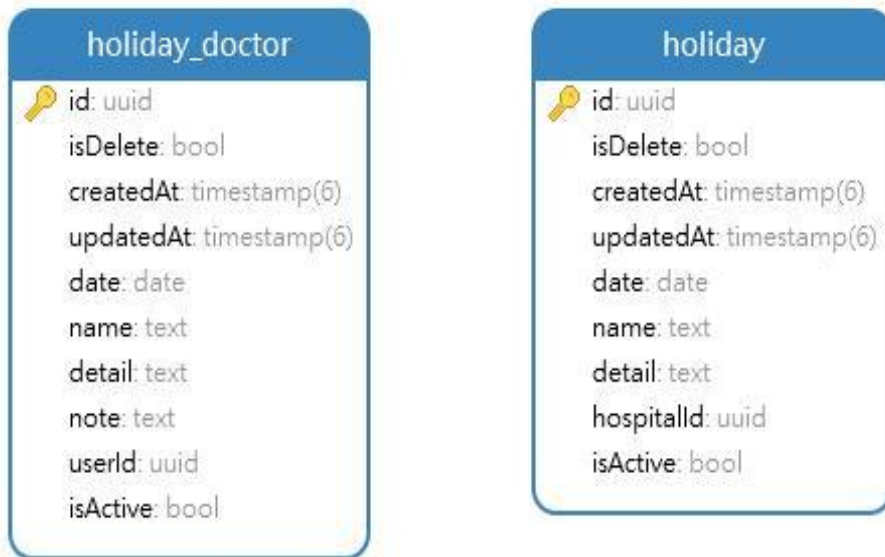 holiday_doctor
id: uuid
isDelete: bool
createdAt: timestamp(6)
updatedAt: timestamp(6)
date: date
name: text
detail: text
note: text
userId: uuid
isActive: bool
holiday
id: uuid
isDelete: bool
createdAt: timestamp(6)
updatedAt: timestamp(6)
date: date
name: text
detail: text
hospitalId: uuid
isActive: bool